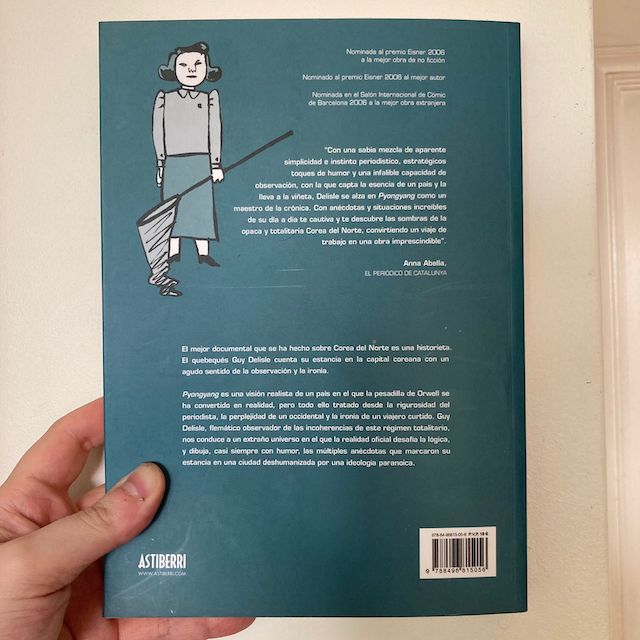 Nominada al premio Eisner 2006
a la mejor obra de no ficción
Nominado al premio Eisner 2006 al mejor autor
Nominada en el Salón Internacional de Cómic
de Barcelona 2006 a la mejor obra extranjera
"Con una sabia mezcla de aparente
simplicidad e instinto periodístico, estratégicos
toques de humor y una infalible capacidad de
observación, con la que capta la esencia de un país y la
lleva a la viñeta, Delisle se alza en Pyongyang como un
maestro de la crónica. Con anécdotas y situaciones increíbles
de su día a día te cautiva y te descubre las sombras de la
opaca y totalitaria Corea del Norte, convirtiendo un viaje de
trabajo en una obra imprescindible".
Anna Abella,
EL PERIÓDICO DE CATALUNYA
El mejor documental que se ha hecho sobre Corea del Norte es una historieta.
El quebequés Guy Delisle cuenta su estancia en la capital coreana con un
agudo sentido de la observación y la ironía.
Pyongyang es una visión realista de un país en el que la pesadilla de Orwell se
ha convertido en realidad, pero todo ello tratado desde la rigurosidad del
periodista, la perplejidad de un occidental y la ironía de un viajero curtido. Guy
Delisle, flemático observador de las incoherencias de este régimen totalitario,
nos conduce a un extraño universo en el que la realidad oficial desafía la lógica,
y dibuja, casi siempre con humor, las múltiples anécdotas que marcaron su
estancia en una ciudad deshumanizada por una ideología paranoica.
ASTIBERRI
WWW.ASTIBERRI.COM
978-84-96815-05-6 P.V.P. 18 €
9 788496 815056